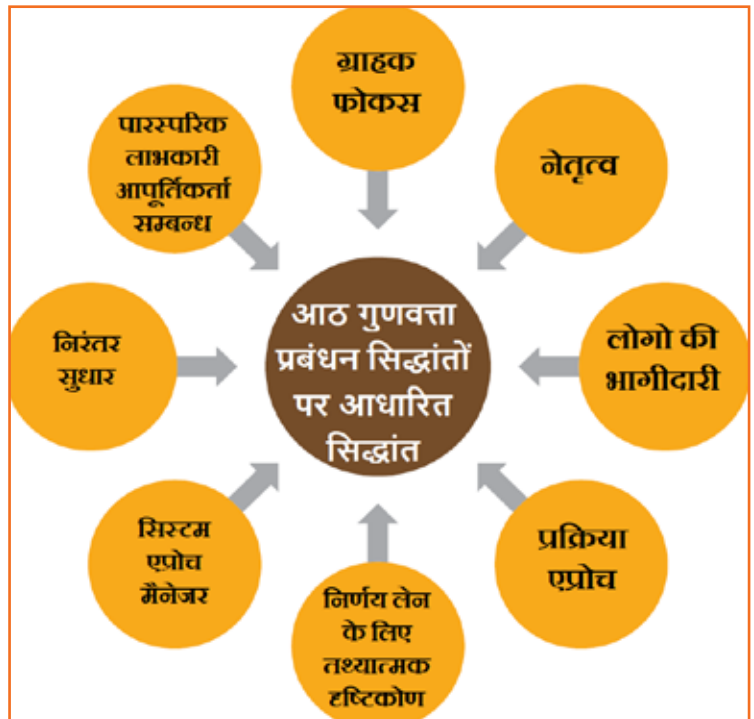 ग्राहक
फोकस
नेतृत्व
लोगो की
भागीदारी
प्रक्रिया
एप्रोच
निर्णय लेन
के लिए
तथ्यात्मक
दृष्टिकोण
सिस्टम
एप्रोच
मैनेजर
निरंतर
सुधार
पारस्परिक
लाभकारी
आपूर्तिकर्ता
सम्बन्ध
आठ गुणवत्ता
प्रबंधन सिद्धांतों
पर आधारित
सिद्धांत